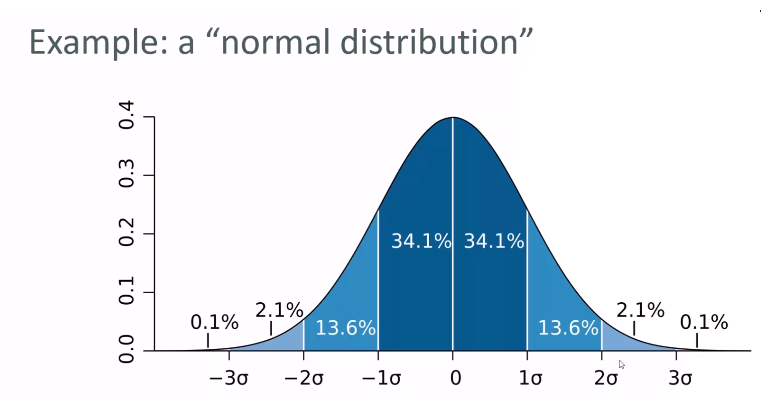 Example: a “normal distribution”
0.4
0.3
0.2
0.1
0.0
34.1% 34.1%
0.1% 2.1% 13.6% 13.6% 2.1% 0.1%
−3σ −2σ −1σ 0 1σ 2σ 3σ